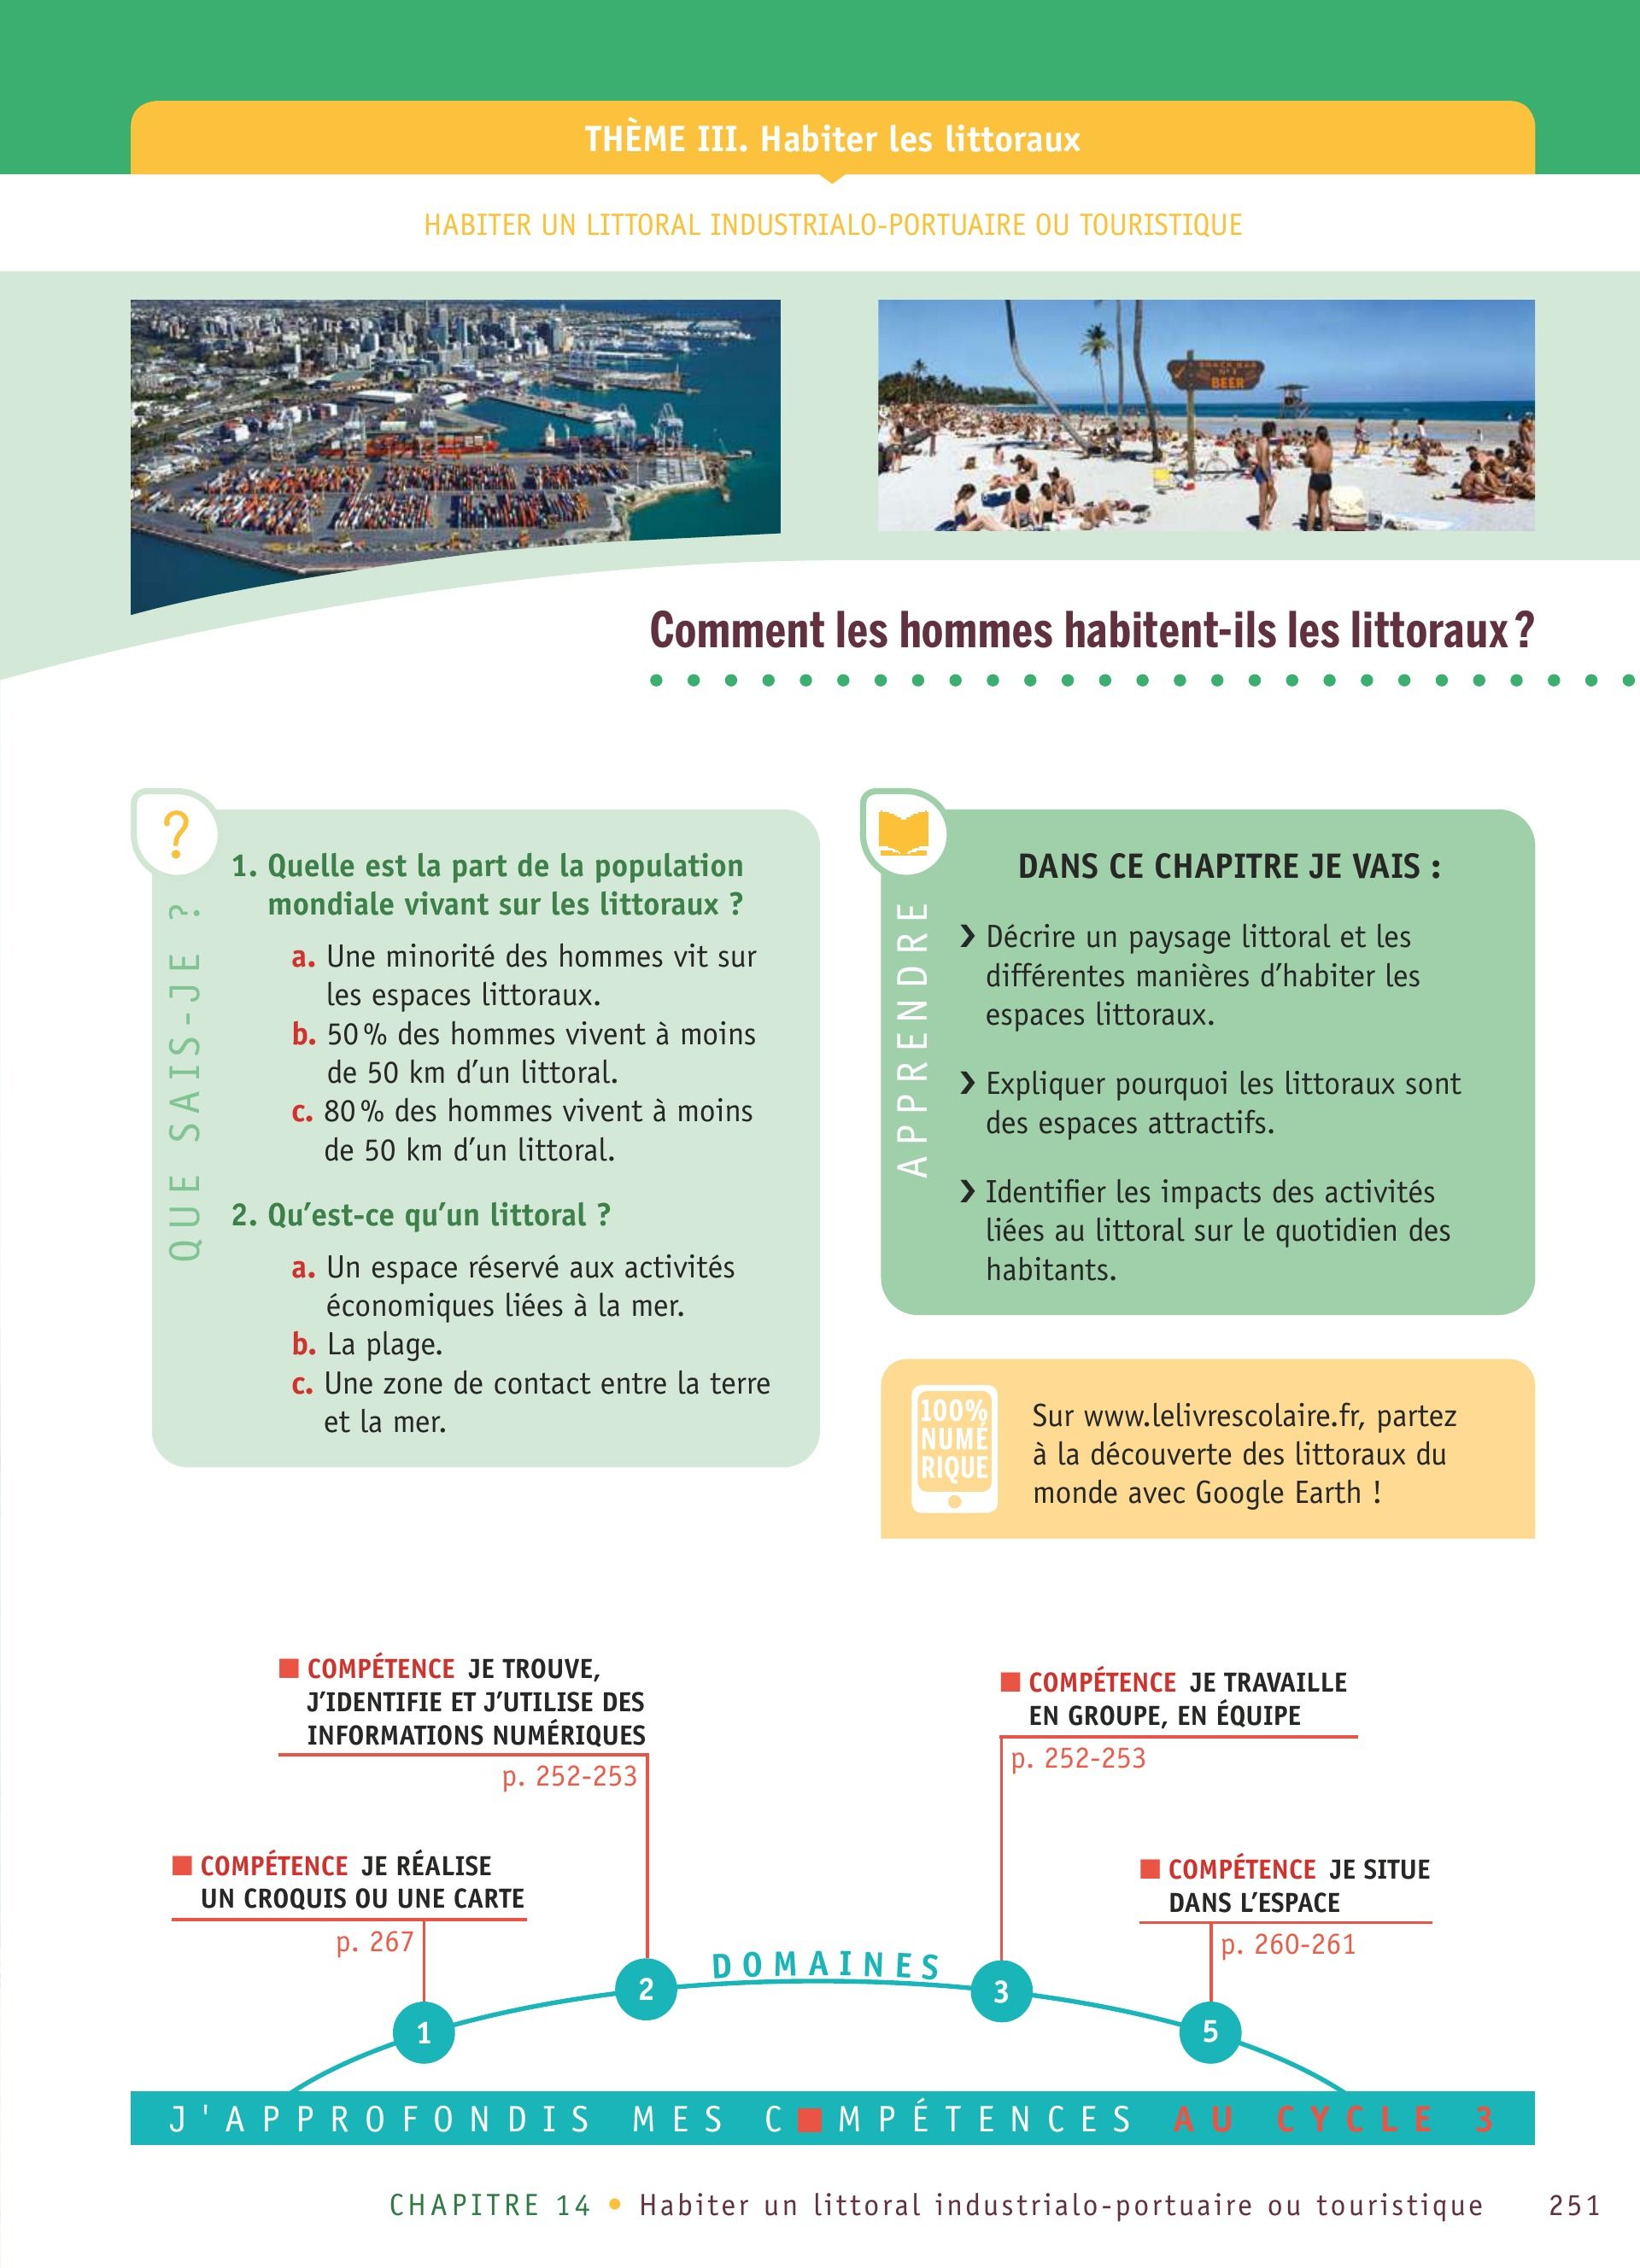 THÈME III. Habiter les littoraux
HABITER UN LITTORAL INDUSTRIALO-PORTUAIRE OU TOURISTIQUE
SNACK BAR
N° 1
BEER
Comment les hommes habitent-ils les littoraux ?
?
QUE SAIS-JE ?
1. Quelle est la part de la population
mondiale vivant sur les littoraux ?
a. Une minorité des hommes vit sur
les espaces littoraux.
b. 50 % des hommes vivent à moins
de 50 km d’un littoral.
c. 80 % des hommes vivent à moins
de 50 km d’un littoral.
2. Qu’est-ce qu’un littoral ?
a. Un espace réservé aux activités
économiques liées à la mer.
b. La plage.
c. Une zone de contact entre la terre
et la mer.
APPRENDRE
DANS CE CHAPITRE JE VAIS :
❯ Décrire un paysage littoral et les
différentes manières d’habiter les
espaces littoraux.
❯ Expliquer pourquoi les littoraux sont
des espaces attractifs.
❯ Identifier les impacts des activités
liées au littoral sur le quotidien des
habitants.
100%
NUMÉ
RIQUE
Sur www.lelivrescolaire.fr, partez
à la découverte des littoraux du
monde avec Google Earth !
■ COMPÉTENCE JE TROUVE,
J’IDENTIFIE ET J’UTILISE DES
INFORMATIONS NUMÉRIQUES
p. 252-253
■ COMPÉTENCE JE TRAVAILLE
EN GROUPE, EN ÉQUIPE
p. 252-253
■ COMPÉTENCE JE RÉALISE
UN CROQUIS OU UNE CARTE
p. 267
■ COMPÉTENCE JE SITUE
DANS L’ESPACE
p. 260-261
DOMAINES
1
2
3
5
J'APPROFONDIS MES C■MPÉTENCES AU CYCLE 3
CHAPITRE 14 • Habiter un littoral industrialo-portuaire ou touristique 251